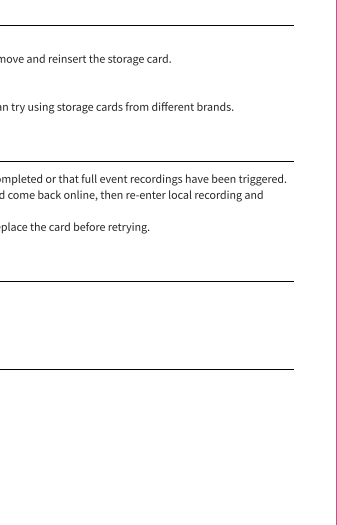 move and reinsert the storage card.
an try using storage cards from different brands.
ompleted or that full event recordings have been triggered.
d come back online, then re-enter local recording and
eplace the card before retrying.